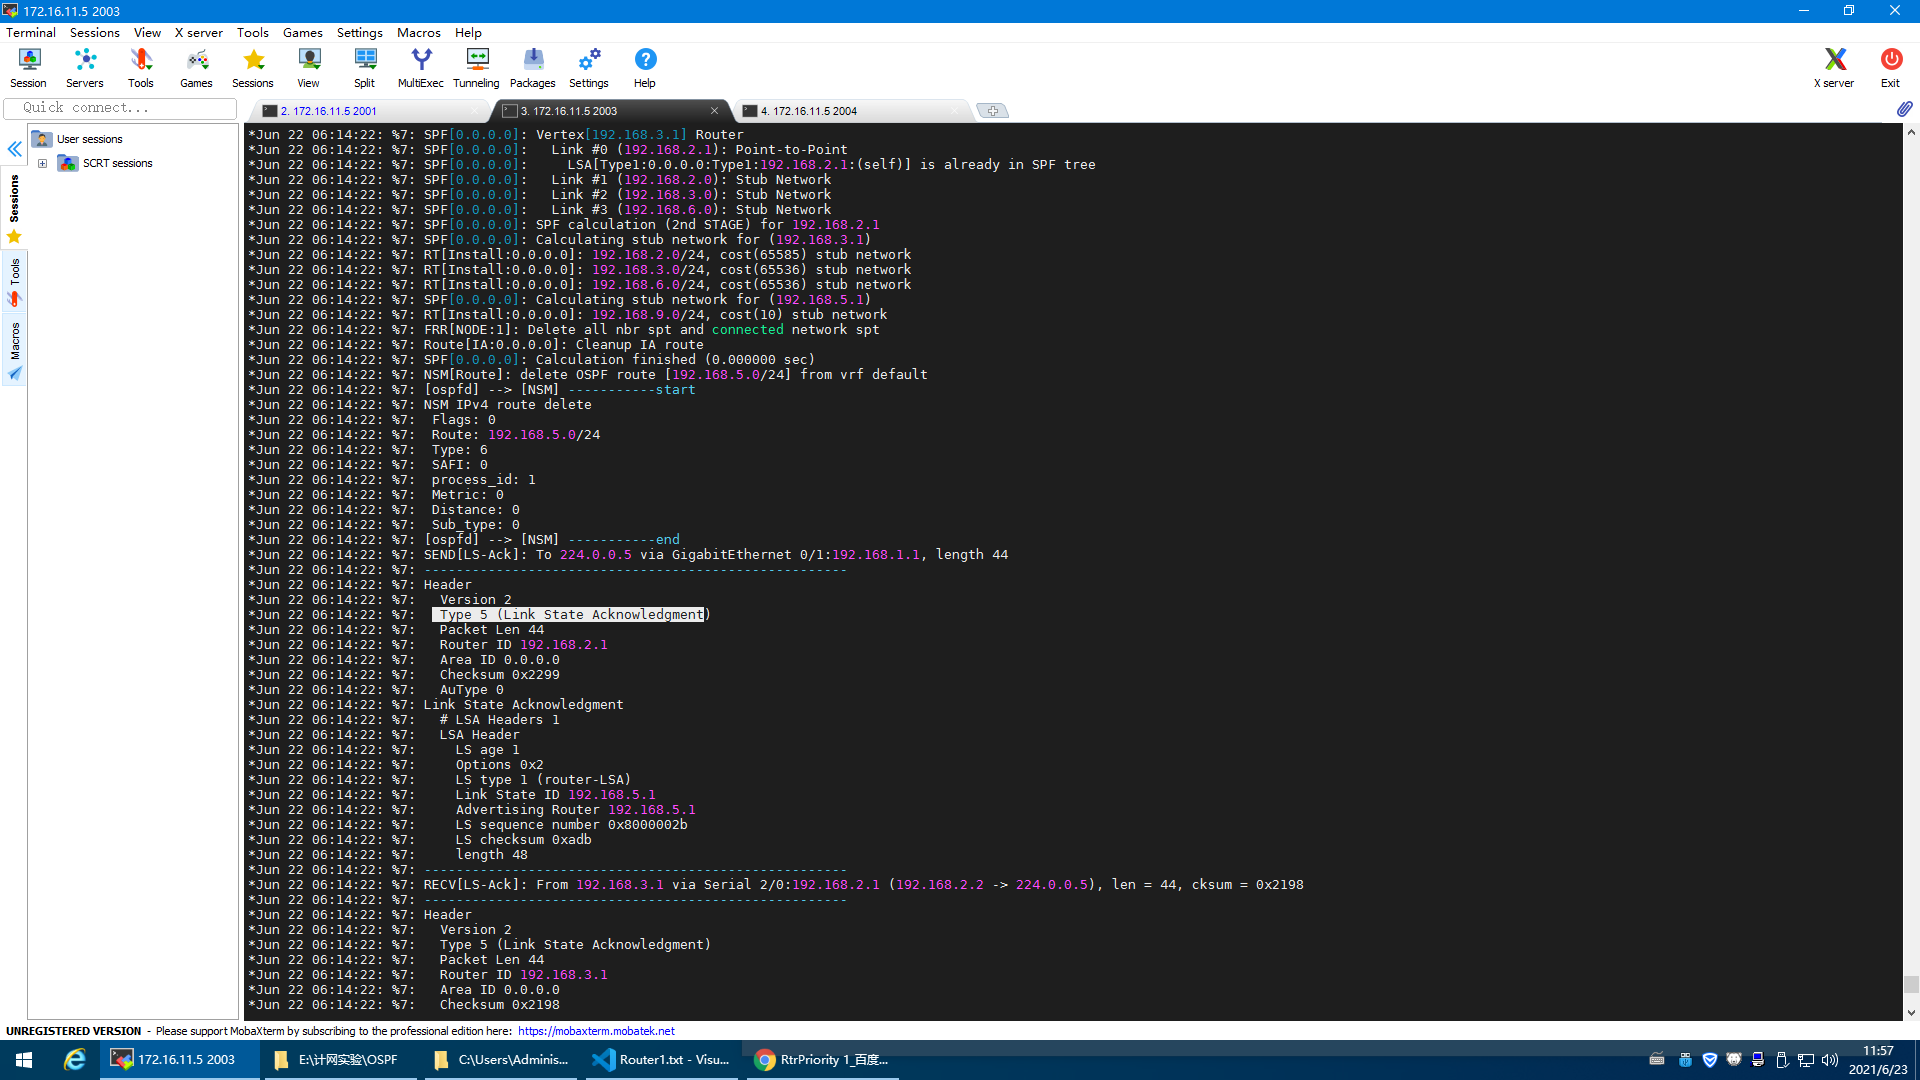 172.16.11.5 2003
Terminal Sessions View X server Tools Games Settings Macros Help
Session Servers Tools Games Sessions View Split MultiExec Tunneling Packages Settings Help X server Exit
Quick connect...
2. 172.16.11.5 2001
3. 172.16.11.5 2003
4. 172.16.11.5 2004
User sessions
SCRT sessions
Sessions
Tools
Macros
*Jun 22 06:14:22: %7: SPF[0.0.0.0]: Vertex[192.168.3.1] Router
*Jun 22 06:14:22: %7: SPF[0.0.0.0]:   Link #0 (192.168.2.1): Point-to-Point
*Jun 22 06:14:22: %7: SPF[0.0.0.0]:     LSA[Type1:0.0.0.0:Type1:192.168.2.1:(self)] is already in SPF tree
*Jun 22 06:14:22: %7: SPF[0.0.0.0]:   Link #1 (192.168.2.0): Stub Network
*Jun 22 06:14:22: %7: SPF[0.0.0.0]:   Link #2 (192.168.3.0): Stub Network
*Jun 22 06:14:22: %7: SPF[0.0.0.0]:   Link #3 (192.168.6.0): Stub Network
*Jun 22 06:14:22: %7: SPF[0.0.0.0]: SPF calculation (2nd STAGE) for 192.168.2.1
*Jun 22 06:14:22: %7: SPF[0.0.0.0]: Calculating stub network for (192.168.3.1)
*Jun 22 06:14:22: %7: RT[Install:0.0.0.0]: 192.168.2.0/24, cost(65585) stub network
*Jun 22 06:14:22: %7: RT[Install:0.0.0.0]: 192.168.3.0/24, cost(65536) stub network
*Jun 22 06:14:22: %7: RT[Install:0.0.0.0]: 192.168.6.0/24, cost(65536) stub network
*Jun 22 06:14:22: %7: SPF[0.0.0.0]: Calculating stub network for (192.168.5.1)
*Jun 22 06:14:22: %7: RT[Install:0.0.0.0]: 192.168.9.0/24, cost(10) stub network
*Jun 22 06:14:22: %7: FRR[NODE:1]: Delete all nbr spt and connected network spt
*Jun 22 06:14:22: %7: Route[IA:0.0.0.0]: Cleanup IA route
*Jun 22 06:14:22: %7: SPF[0.0.0.0]: Calculation finished (0.000000 sec)
*Jun 22 06:14:22: %7: NSM[Route]: delete OSPF route [192.168.5.0/24] from vrf default
*Jun 22 06:14:22: %7: [ospfd] --> [NSM] -----------start
*Jun 22 06:14:22: %7: NSM IPv4 route delete
*Jun 22 06:14:22: %7:  Flags: 0
*Jun 22 06:14:22: %7:  Route: 192.168.5.0/24
*Jun 22 06:14:22: %7:  Type: 6
*Jun 22 06:14:22: %7:  SAFI: 0
*Jun 22 06:14:22: %7:  process_id: 1
*Jun 22 06:14:22: %7:  Metric: 0
*Jun 22 06:14:22: %7:  Distance: 0
*Jun 22 06:14:22: %7:  Sub_type: 0
*Jun 22 06:14:22: %7: [ospfd] --> [NSM] -----------end
*Jun 22 06:14:22: %7: SEND[LS-Ack]: To 224.0.0.5 via GigabitEthernet 0/1:192.168.1.1, length 44
*Jun 22 06:14:22: %7: -----------------------------------------------------
*Jun 22 06:14:22: %7: Header
*Jun 22 06:14:22: %7:   Version 2
*Jun 22 06:14:22: %7:   Type 5 (Link State Acknowledgment)
*Jun 22 06:14:22: %7:   Packet Len 44
*Jun 22 06:14:22: %7:   Router ID 192.168.2.1
*Jun 22 06:14:22: %7:   Area ID 0.0.0.0
*Jun 22 06:14:22: %7:   Checksum 0x2299
*Jun 22 06:14:22: %7:   AuType 0
*Jun 22 06:14:22: %7: Link State Acknowledgment
*Jun 22 06:14:22: %7:   # LSA Headers 1
*Jun 22 06:14:22: %7:   LSA Header
*Jun 22 06:14:22: %7:     LS age 1
*Jun 22 06:14:22: %7:     Options 0x2
*Jun 22 06:14:22: %7:     LS type 1 (router-LSA)
*Jun 22 06:14:22: %7:     Link State ID 192.168.5.1
*Jun 22 06:14:22: %7:     Advertising Router 192.168.5.1
*Jun 22 06:14:22: %7:     LS sequence number 0x8000002b
*Jun 22 06:14:22: %7:     LS checksum 0xadb
*Jun 22 06:14:22: %7:     length 48
*Jun 22 06:14:22: %7: -----------------------------------------------------
*Jun 22 06:14:22: %7: RECV[LS-Ack]: From 192.168.3.1 via Serial 2/0:192.168.2.1 (192.168.2.2 -> 224.0.0.5), len = 44, cksum = 0x2198
*Jun 22 06:14:22: %7: -----------------------------------------------------
*Jun 22 06:14:22: %7: Header
*Jun 22 06:14:22: %7:   Version 2
*Jun 22 06:14:22: %7:   Type 5 (Link State Acknowledgment)
*Jun 22 06:14:22: %7:   Packet Len 44
*Jun 22 06:14:22: %7:   Router ID 192.168.3.1
*Jun 22 06:14:22: %7:   Area ID 0.0.0.0
*Jun 22 06:14:22: %7:   Checksum 0x2198
UNREGISTERED VERSION - Please support MobaXterm by subscribing to the professional edition here: https://mobaxterm.mobatek.net
172.16.11.5 2003
E:\计网实验\OSPF
C:\Users\Adminis...
Router1.txt - Visu...
RtrPriority 1_百度...
11:57
2021/6/23